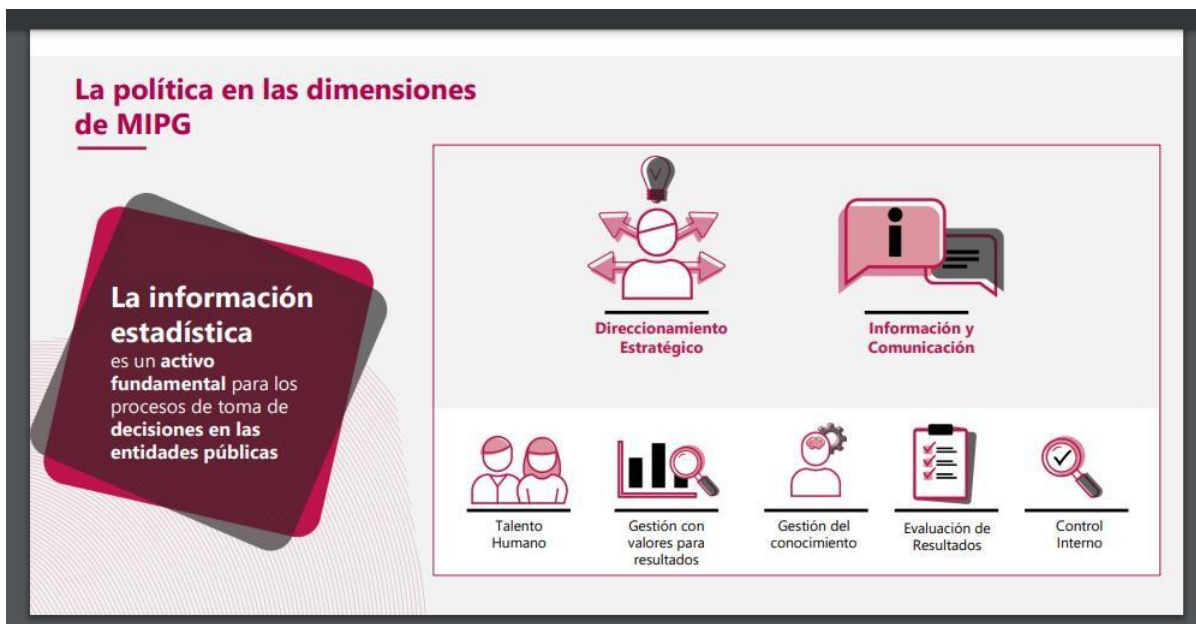 La política en las dimensiones
de MIPG
La información
estadística
es un activo
fundamental para los
procesos de toma de
decisiones en las
entidades públicas
Direccionamiento
Estratégico
Información y
Comunicación
Talento
Humano
Gestión con
valores para
resultados
Gestión del
conocimiento
Evaluación de
Resultados
Control
Interno